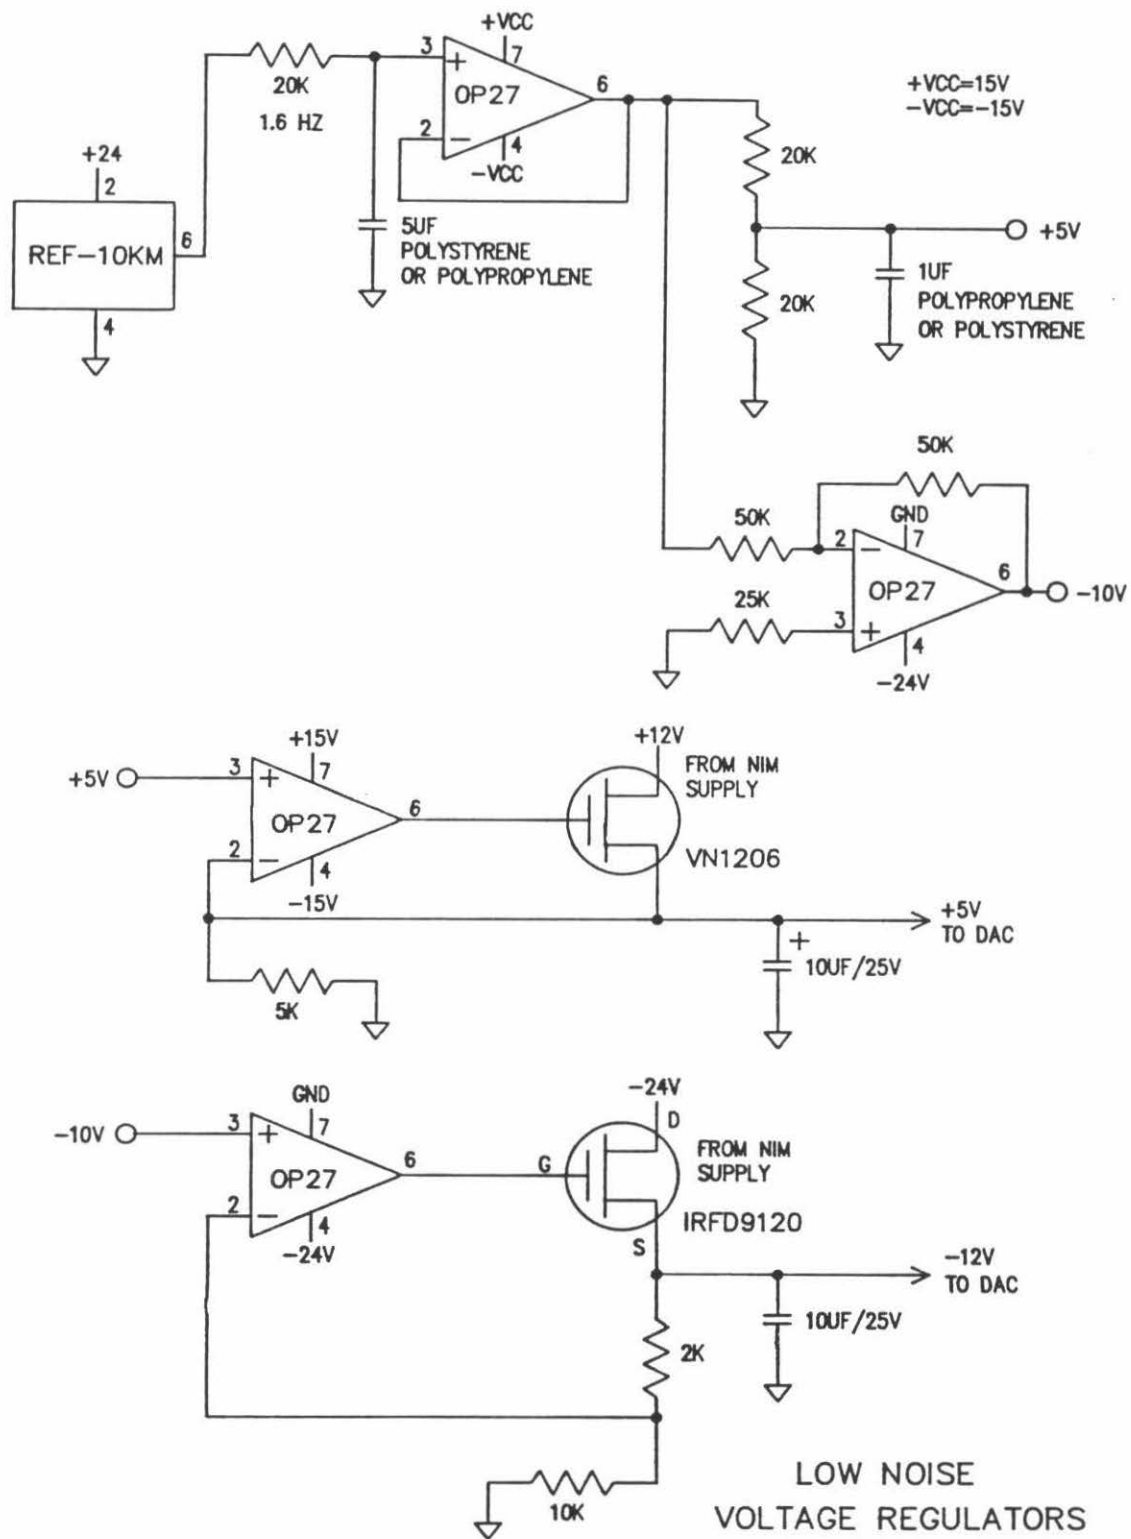 +VCC
3
+
7
20K
1.6 HZ
OP27
6
2
−
4
−VCC
+VCC=15V
−VCC=−15V
+24
2
REF−10KM
6
4
5UF
POLYSTYRENE
OR POLYPROPYLENE
20K
+5V
20K
1UF
POLYPROPYLENE
OR POLYSTYRENE
50K
50K
GND
2
−
7
OP27
6
−10V
25K
3
+
4
−24V
+15V
+5V
3
+
7
OP27
6
2
−
4
−15V
+12V
FROM NIM
SUPPLY
VN1206
+5V
TO DAC
+
10UF/25V
5K
GND
−10V
3
+
7
OP27
6
2
−
4
−24V
−24V
D
G
S
FROM NIM
SUPPLY
IRFD9120
−12V
TO DAC
10UF/25V
2K
10K
LOW NOISE
VOLTAGE REGULATORS